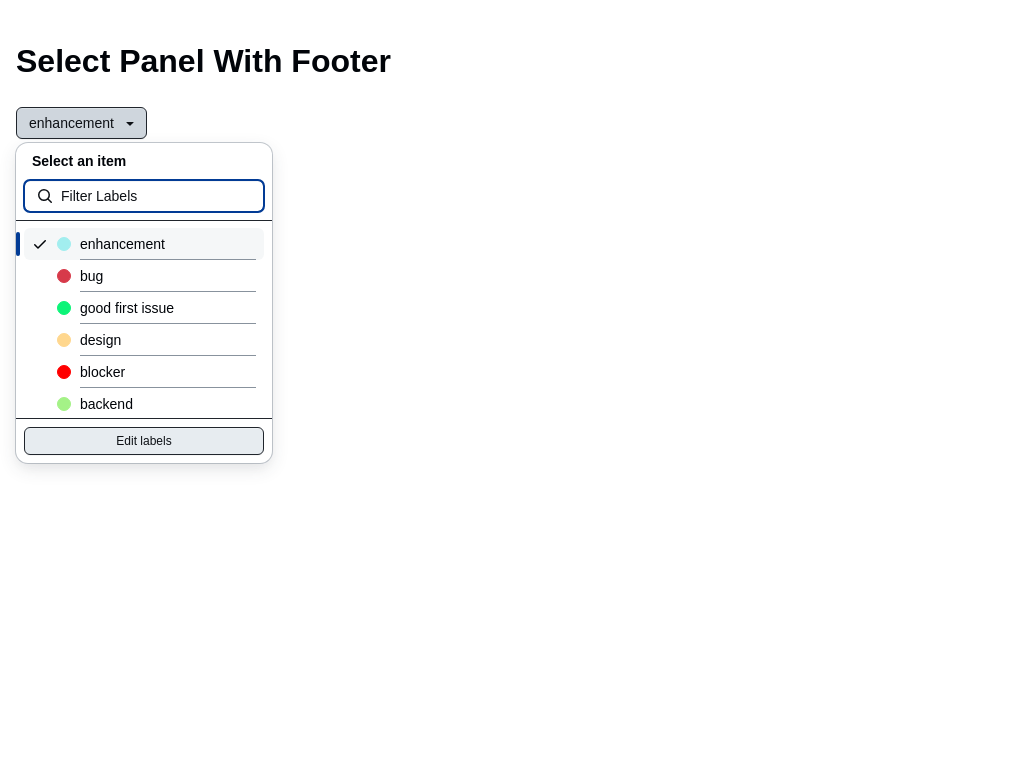 Select Panel With Footer
enhancement
Select an item
Filter Labels
enhancement
bug
good first issue
design
blocker
backend
Edit labels